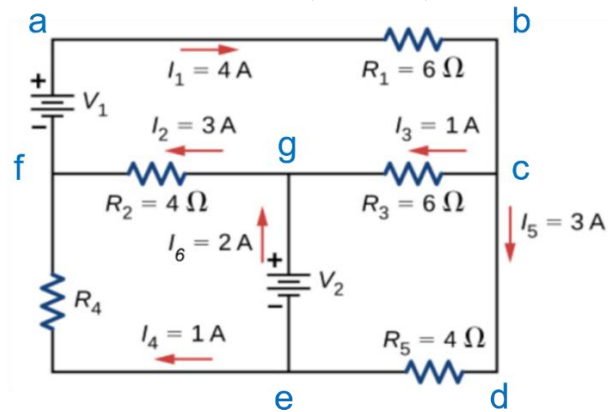 a
b
I₁ = 4 A
R₁ = 6 Ω
+
V₁
−
I₂ = 3 A
I₃ = 1 A
f
g
c
R₂ = 4 Ω
R₃ = 6 Ω
I₅ = 3 A
I₆ = 2 A
+
V₂
−
R₄
I₄ = 1 A
R₅ = 4 Ω
e
d